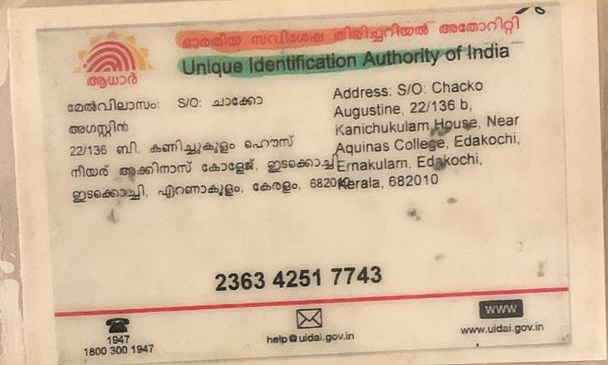 ഭാരതീയ സവിശേഷ തിരിച്ചറിയൽ അതോറിറ്റി
Unique Identification Authority of India
ആധാർ
മേൽവിലാസം: S/O: ചാക്കോ
അഗസ്റ്റിൻ
22/136 ബി, കണിച്ചുകുളം ഹൌസ്
നിയർ അക്കിനാസ് കോളേജ്, ഇടക്കൊച്ചി
ഇടക്കൊച്ചി, എറണാകുളം, കേരളം, 682010
Address: S/O: Chacko
Augustine, 22/136 b,
Kanichukulam House, Near
Aquinas College, Edakochi,
Ernakulam, Edakochi,
Kerala, 682010
2363 4251 7743
1947
1800 300 1947
help@uidai.gov.in
WWW
www.uidai.gov.in